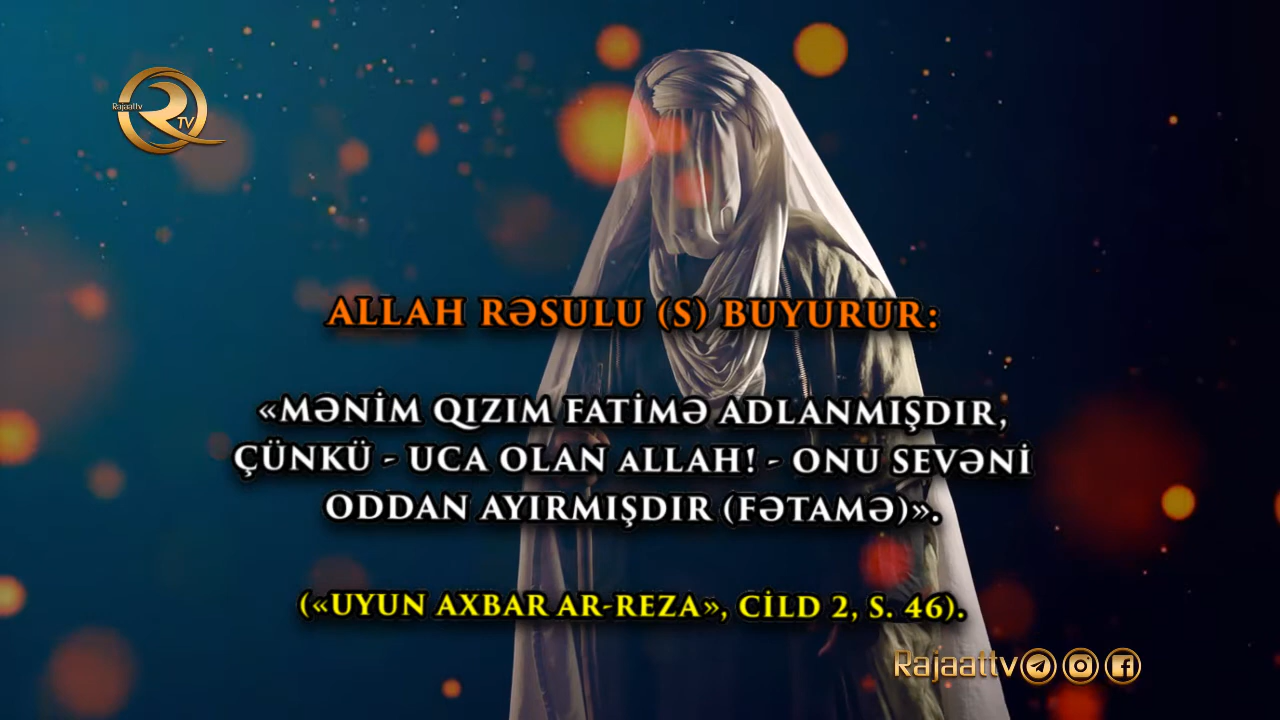 Rajaattv
TV
ALLAH RƏSULU (S) BUYURUR:
«MƏNİM QIZIM FATİMƏ ADLANMIŞDIR,
ÇÜNKÜ - UCA OLAN ALLAH! - ONU SEVƏNİ
ODDAN AYIRMIŞDIR (FƏTAMƏ)».
(«UYUN AXBAR AR-REZA», CİLD 2, S. 46).
Rajaattv